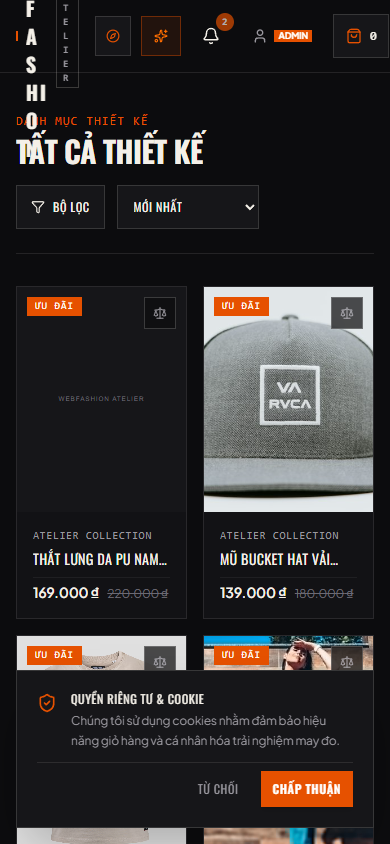 F
A
S
HI
O
N
T
E
L
I
E
R
2
ADMIN
0
DANH MỤC THIẾT KẾ
TẤT CẢ THIẾT KẾ
BỘ LỌC
MỚI NHẤT
ƯU ĐÃI
WEBFASHION ATELIER
ATELIER COLLECTION
THẮT LƯNG DA PU NAM...
169.000 ₫ 220.000 ₫
ƯU ĐÃI
VA
RVCA
ATELIER COLLECTION
MŨ BUCKET HAT VẢI...
139.000 ₫ 180.000 ₫
ƯU ĐÃI
ƯU ĐÃI
QUYỀN RIÊNG TƯ & COOKIE
Chúng tôi sử dụng cookies nhằm đảm bảo hiệu
năng giỏ hàng và cá nhân hóa trải nghiệm may đo.
TỪ CHỐI
CHẤP THUẬN